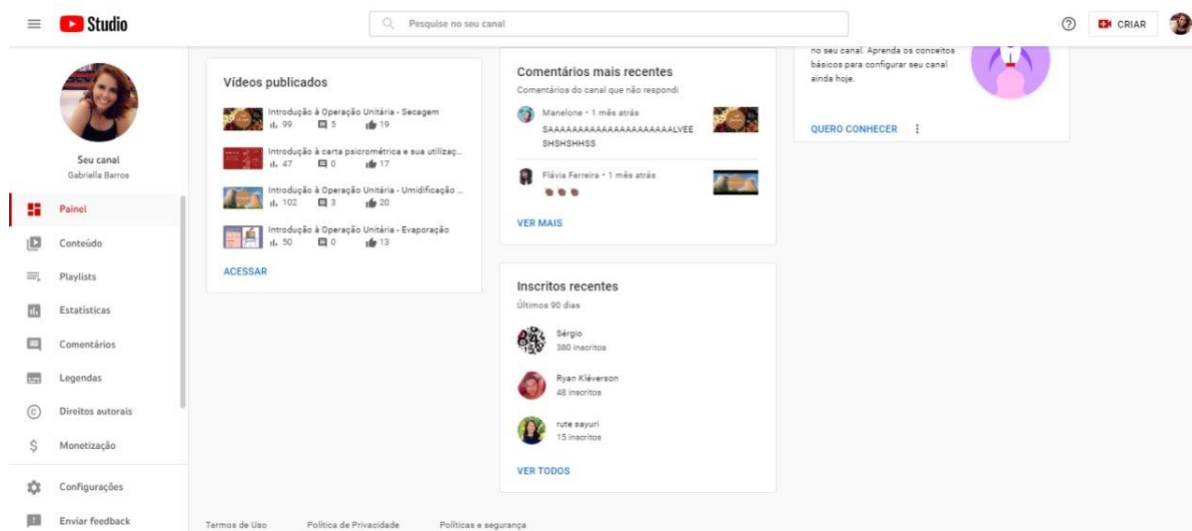 Studio
Pesquise no seu canal
CRIAR
Seu canal
Gabriella Barros
Painel
Conteúdo
Playlists
Estatísticas
Comentários
Legendas
Direitos autorais
Monetização
Configurações
Enviar feedback
Vídeos publicados
Introdução à Operação Unitária - Secagem
99 5 19
Introdução à carta psicrométrica e sua utilizaç...
47 0 17
Introdução à Operação Unitária - Umidificação ...
102 3 20
Introdução à Operação Unitária - Evaporação
50 0 13
ACESSAR
Comentários mais recentes
Comentários do canal que não respondi
Manelone • 1 mês atrás
SAAAAAAAAAAAAAAAAAAAAAALVEE
SHSHSHHSS
Flávia Ferreira • 1 mês atrás
VER MAIS
Inscritos recentes
Últimos 90 dias
Sérgio
380 inscritos
Ryan Kléverson
48 inscritos
rute sayuri
15 inscritos
VER TODOS
no seu canal. Aprenda os conceitos
básicos para configurar seu canal
ainda hoje.
QUERO CONHECER
Termos de Uso Política de Privacidade Políticas e segurança